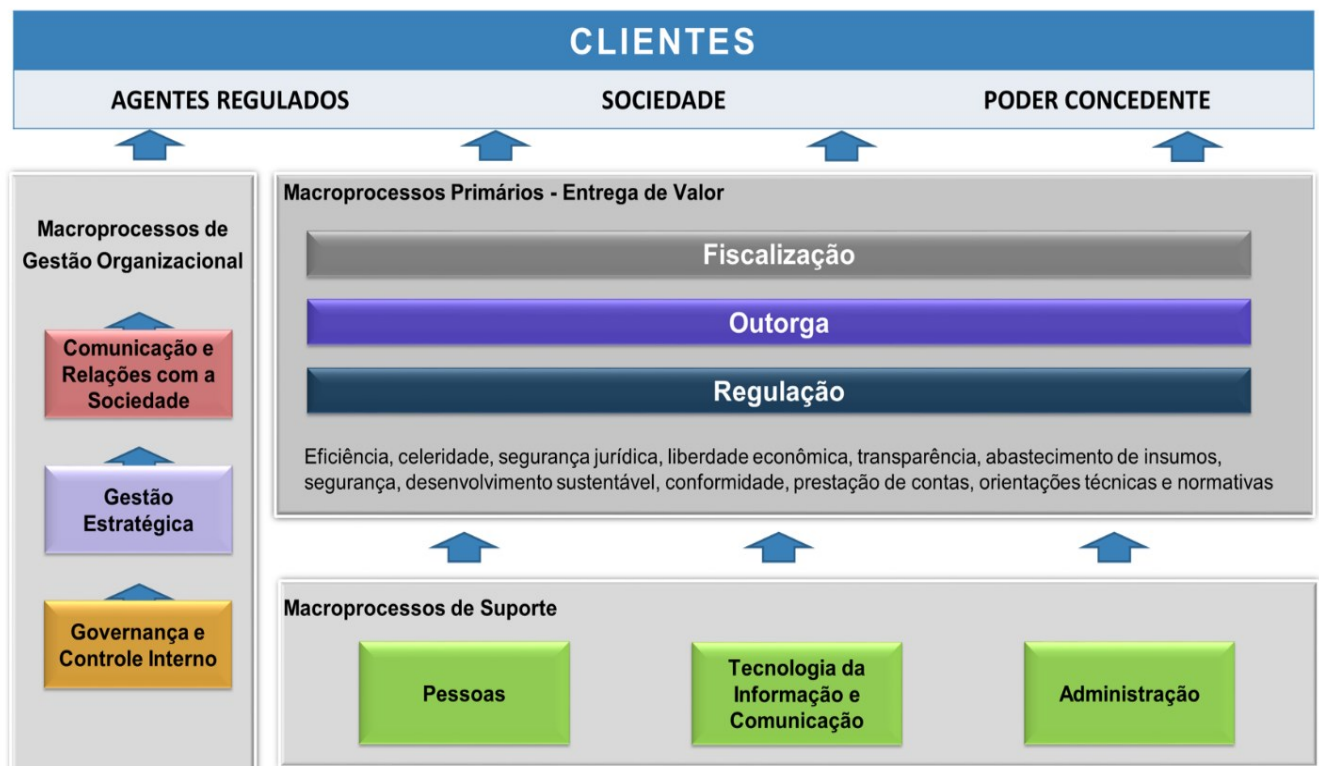 CLIENTES
AGENTES REGULADOS
SOCIEDADE
PODER CONCEDENTE
Macroprocessos de
Gestão Organizacional
Comunicação e
Relações com a
Sociedade
Gestão
Estratégica
Governança e
Controle Interno
Macroprocessos Primários - Entrega de Valor
Fiscalização
Outorga
Regulação
Eficiência, celeridade, segurança jurídica, liberdade econômica, transparência, abastecimento de insumos,
segurança, desenvolvimento sustentável, conformidade, prestação de contas, orientações técnicas e normativas
Macroprocessos de Suporte
Pessoas
Tecnologia da
Informação e
Comunicação
Administração